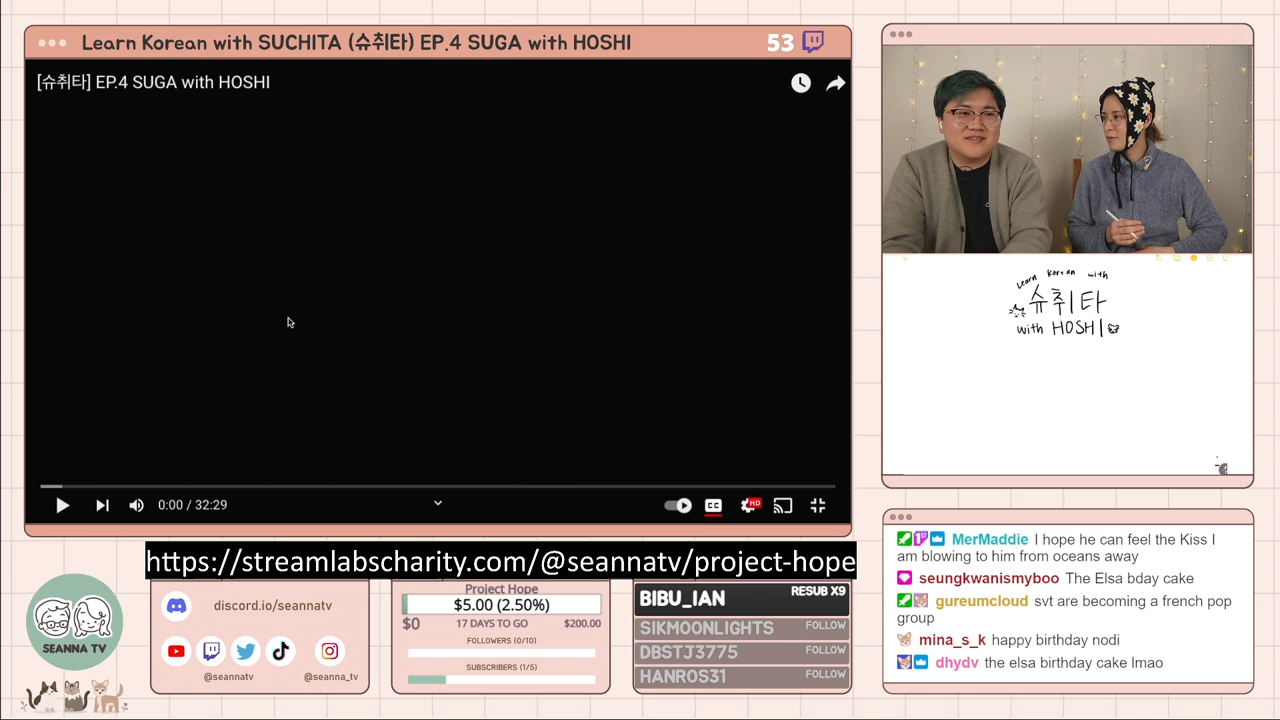 Learn Korean with SUCHITA (슈취타) EP.4 SUGA with HOSHI
53
[슈취타] EP.4 SUGA with HOSHI
0:00 / 32:29
CC
HD
Learn Korean with
슈취타
with HOSHI
https://streamlabscharity.com/@seannatv/project-hope
SEANNA TV
discord.io/seannatv
@seannatv
@seanna_tv
Project Hope
$5.00 (2.50%)
$0
17 DAYS TO GO
$200.00
FOLLOWERS (0/10)
SUBSCRIBERS (1/5)
BIBU_IAN RESUB X9
SIKMOONLIGHTS FOLLOW
DBSTJ3775 FOLLOW
HANR0S31 FOLLOW
MerMaddie I hope he can feel the Kiss I
am blowing to him from oceans away
seungkwanismyboo The Elsa bday cake
gureumcloud svt are becoming a french pop
group
mina_s_k happy birthday nodi
dhydv the elsa birthday cake lmao